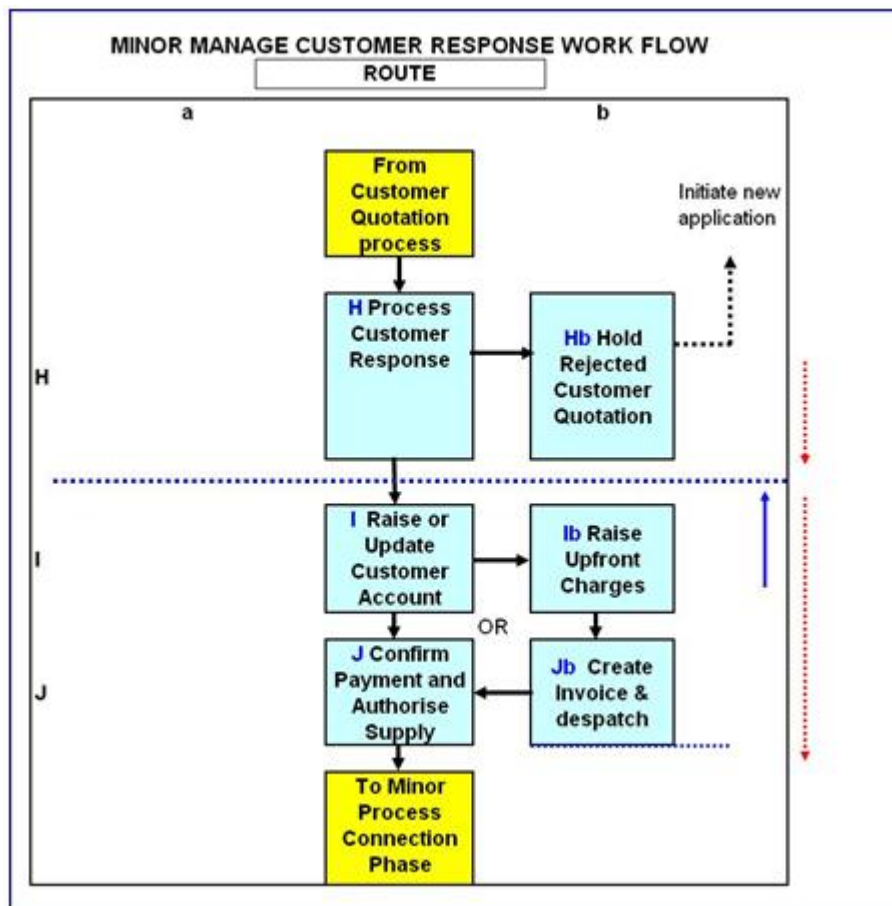 MINOR MANAGE CUSTOMER RESPONSE WORK FLOW
ROUTE
a
b
From
Customer
Quotation
process
Initiate new
application
H Process
Customer
Response
Hb Hold
Rejected
Customer
Quotation
H
I Raise or
Update
Customer
Account
Ib Raise
Upfront
Charges
I
OR
J Confirm
Payment and
Authorise
Supply
Jb Create
Invoice &
despatch
J
To Minor
Process
Connection
Phase